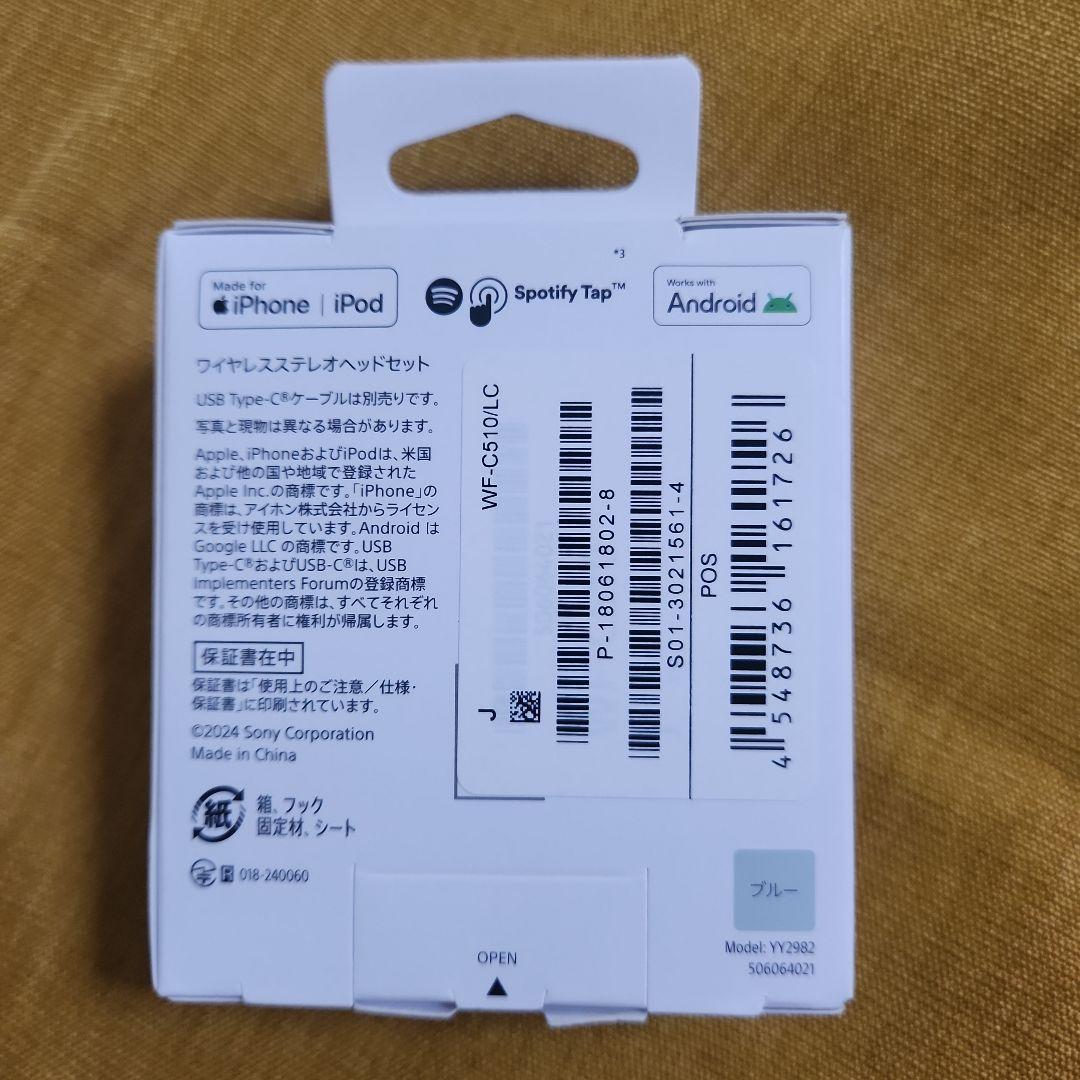 *3
Made for
iPhone | iPod
Spotify Tap™
Works with
Android
ワイヤレスステレオヘッドセット
USB Type-C®ケーブルは別売りです。
写真と現物は異なる場合があります。
Apple、iPhoneおよびiPodは、米国
および他の国や地域で登録された
Apple Inc.の商標です。「iPhone」の
商標は、アイホン株式会社からライセン
スを受け使用しています。Android は
Google LLC の商標です。USB
Type-C®およびUSB-C®は、USB
Implementers Forumの登録商標
です。その他の商標は、すべてそれぞれ
の商標所有者に権利が帰属します。
保証書在中
保証書は「使用上のご注意／仕様・
保証書」に印刷されています。
©2024 Sony Corporation
Made in China
紙
箱、フック
固定材、シート
R 018-240060
WF-C510/LC
J
P-18061802-8
S01-3021561-4
POS
4 548736 161726
ブルー
Model: YY2982
506064021
OPEN